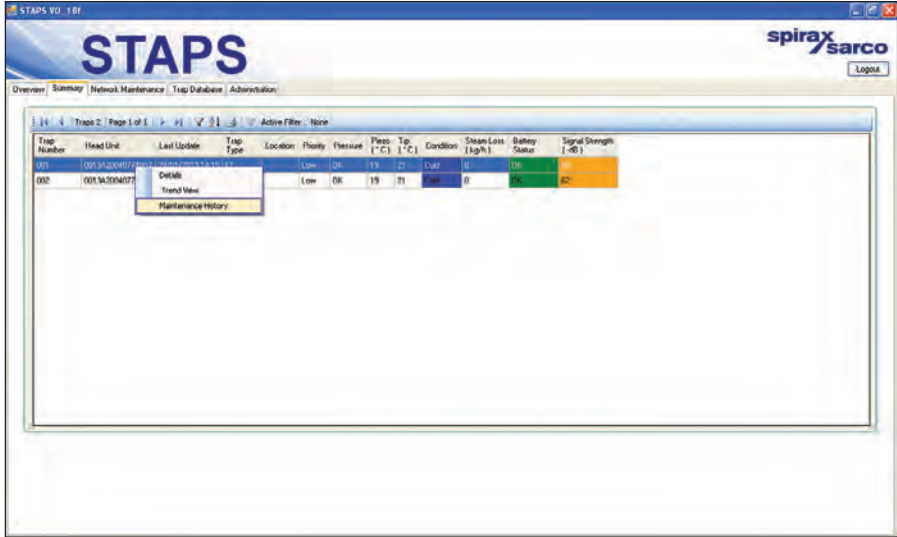 STAPS V0_18f
STAPS
spirax
sarco
Logout
Overview Summary Network Maintenance Trap Database Administration
Traps 2 Page 1 of 1 Active Filter : None
Trap Number Head Unit Last Update Trap Type Location Priority Pressure Piezo (°C) Tip (°C) Condition Steam Loss (kg/h) Battery Status Signal Strength (-dB)
001 Low OK 19 21 Cold 0 OK
Details
002 Low OK 19 21 Cold 0 OK 62
Trend View
Maintenance History